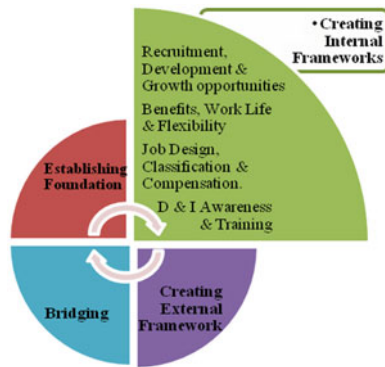 • Creating
Internal
Frameworks
Recruitment,
Development &
Growth opportunities
Benefits, Work Life
& Flexibility
Job Design,
Classification &
Compensation.
D & I Awareness
& Training
Establishing
Foundation
Bridging
Creating
External
Framework